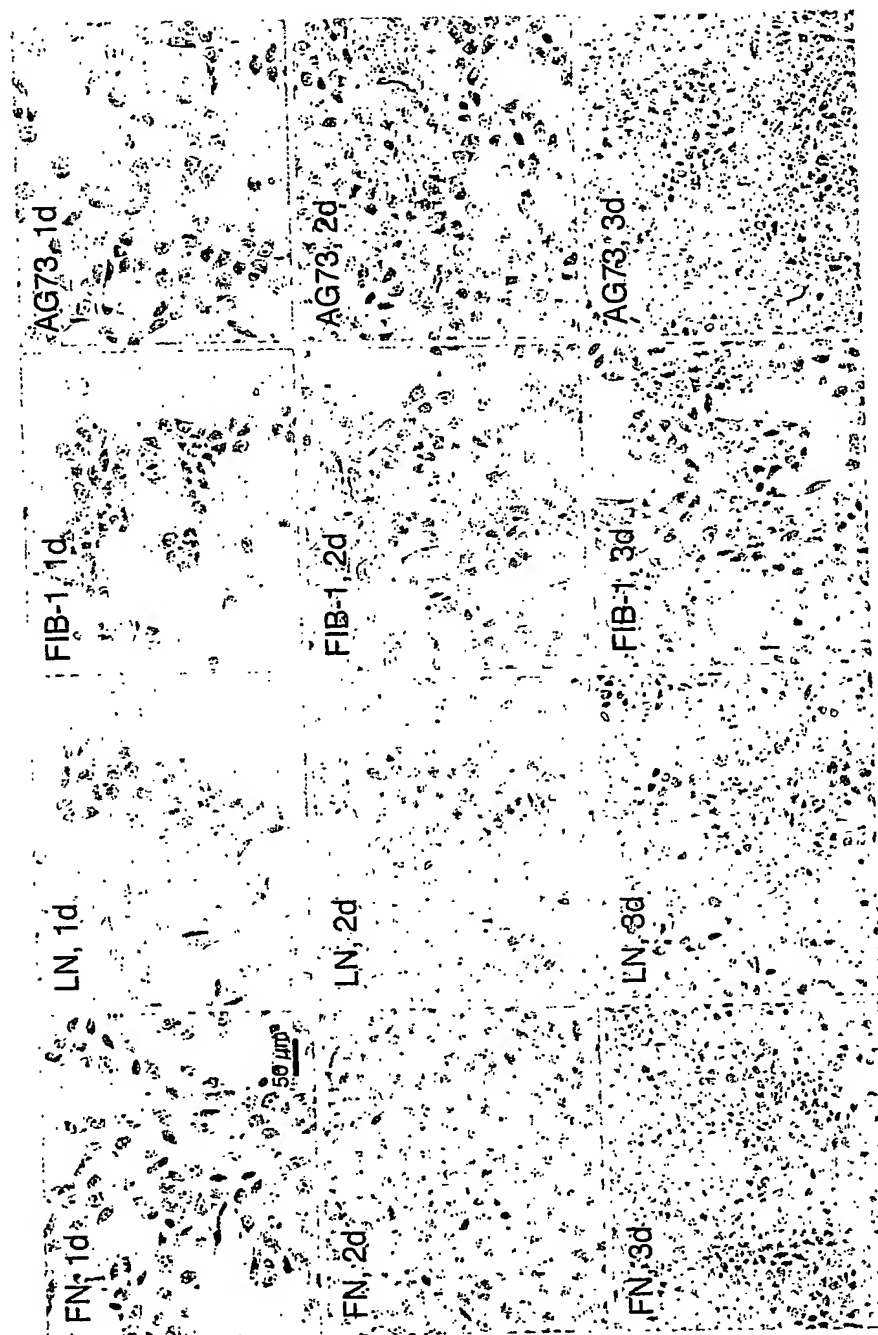 FN, 1d
LN, 1d
FIB-1, 1d
AG73, 1d
50 µm
FN, 2d
LN, 2d
FIB-1, 2d
AG73, 2d
FN, 3d
LN, 3d
FIB-1, 3d
AG73, 3d